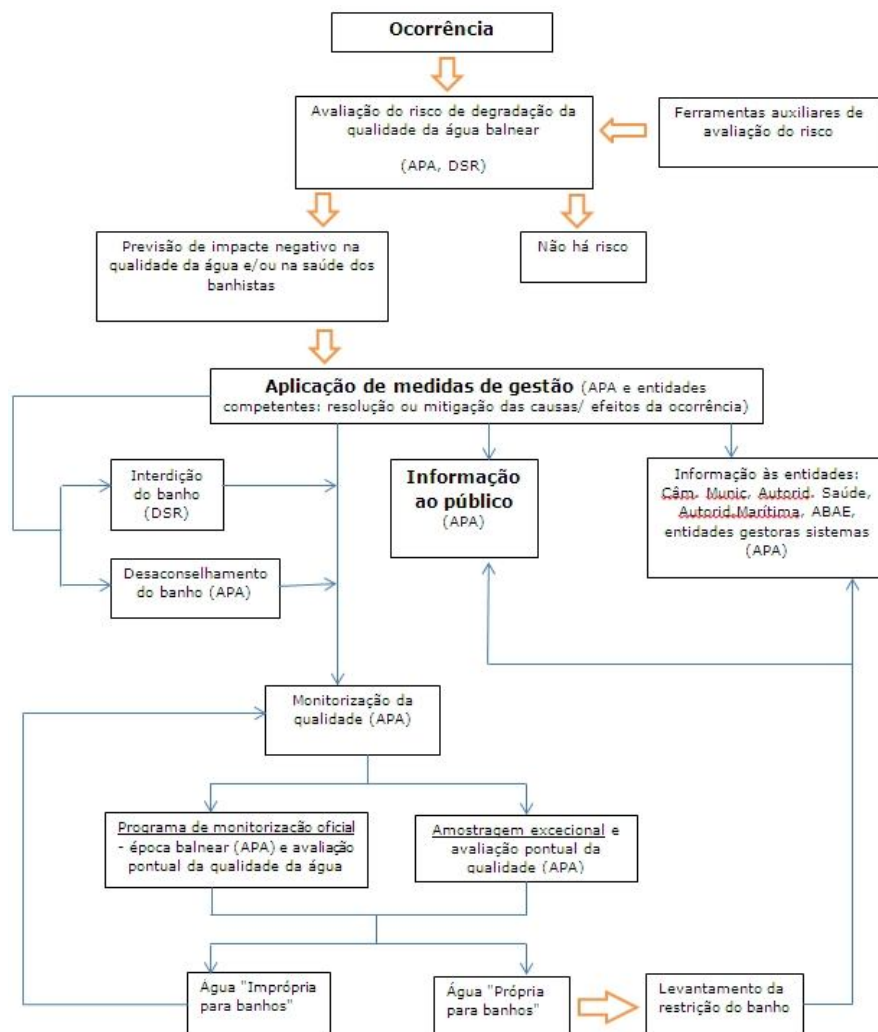 Ocorrência
Avaliação do risco de degradação da
qualidade da água balnear
(APA, DSR)
Ferramentas auxiliares de
avaliação do risco
Previsão de impacte negativo na
qualidade da água e/ou na saúde dos
banhistas
Não há risco
Aplicação de medidas de gestão (APA e entidades
competentes: resolução ou mitigação das causas/ efeitos da ocorrência)
Interdição
do banho
(DSR)
Informação
ao público
(APA)
Informação às entidades:
Câm. Munic, Autorid. Saúde,
Autorid.Marítima, ABAE,
entidades gestoras sistemas
(APA)
Desaconselhamento
do banho (APA)
Monitorização da
qualidade (APA)
Programa de monitorização oficial
- época balnear (APA) e avaliação
pontual da qualidade da água
Amostragem excecional e
avaliação pontual da
qualidade (APA)
Água "Imprópria
para banhos"
Água "Própria
para banhos"
Levantamento da
restrição do banho